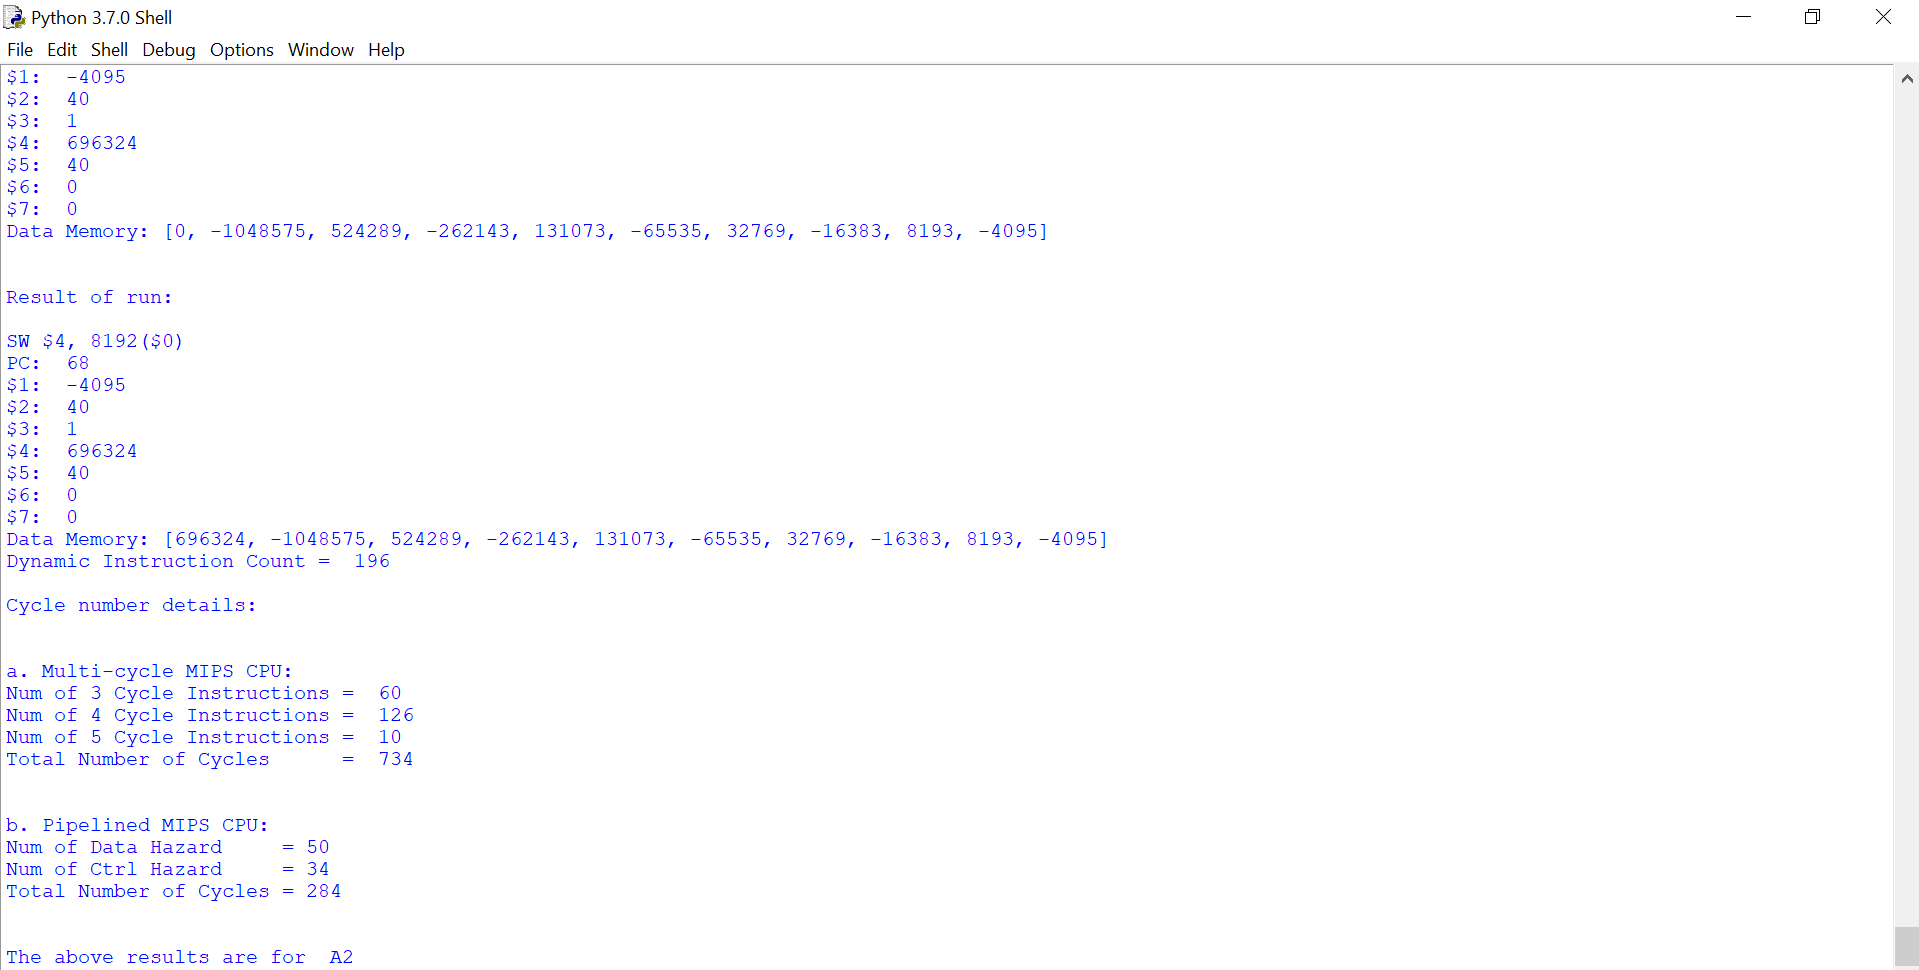 Python 3.7.0 Shell
File Edit Shell Debug Options Window Help
$1:  -4095
$2:  40
$3:  1
$4:  696324
$5:  40
$6:  0
$7:  0
Data Memory: [0, -1048575, 524289, -262143, 131073, -65535, 32769, -16383, 8193, -4095]
Result of run:
SW $4, 8192($0)
PC:  68
$1:  -4095
$2:  40
$3:  1
$4:  696324
$5:  40
$6:  0
$7:  0
Data Memory: [696324, -1048575, 524289, -262143, 131073, -65535, 32769, -16383, 8193, -4095]
Dynamic Instruction Count =  196
Cycle number details:
a. Multi-cycle MIPS CPU:
Num of 3 Cycle Instructions =  60
Num of 4 Cycle Instructions =  126
Num of 5 Cycle Instructions =  10
Total Number of Cycles      =  734
b. Pipelined MIPS CPU:
Num of Data Hazard     = 50
Num of Ctrl Hazard     = 34
Total Number of Cycles = 284
The above results are for  A2